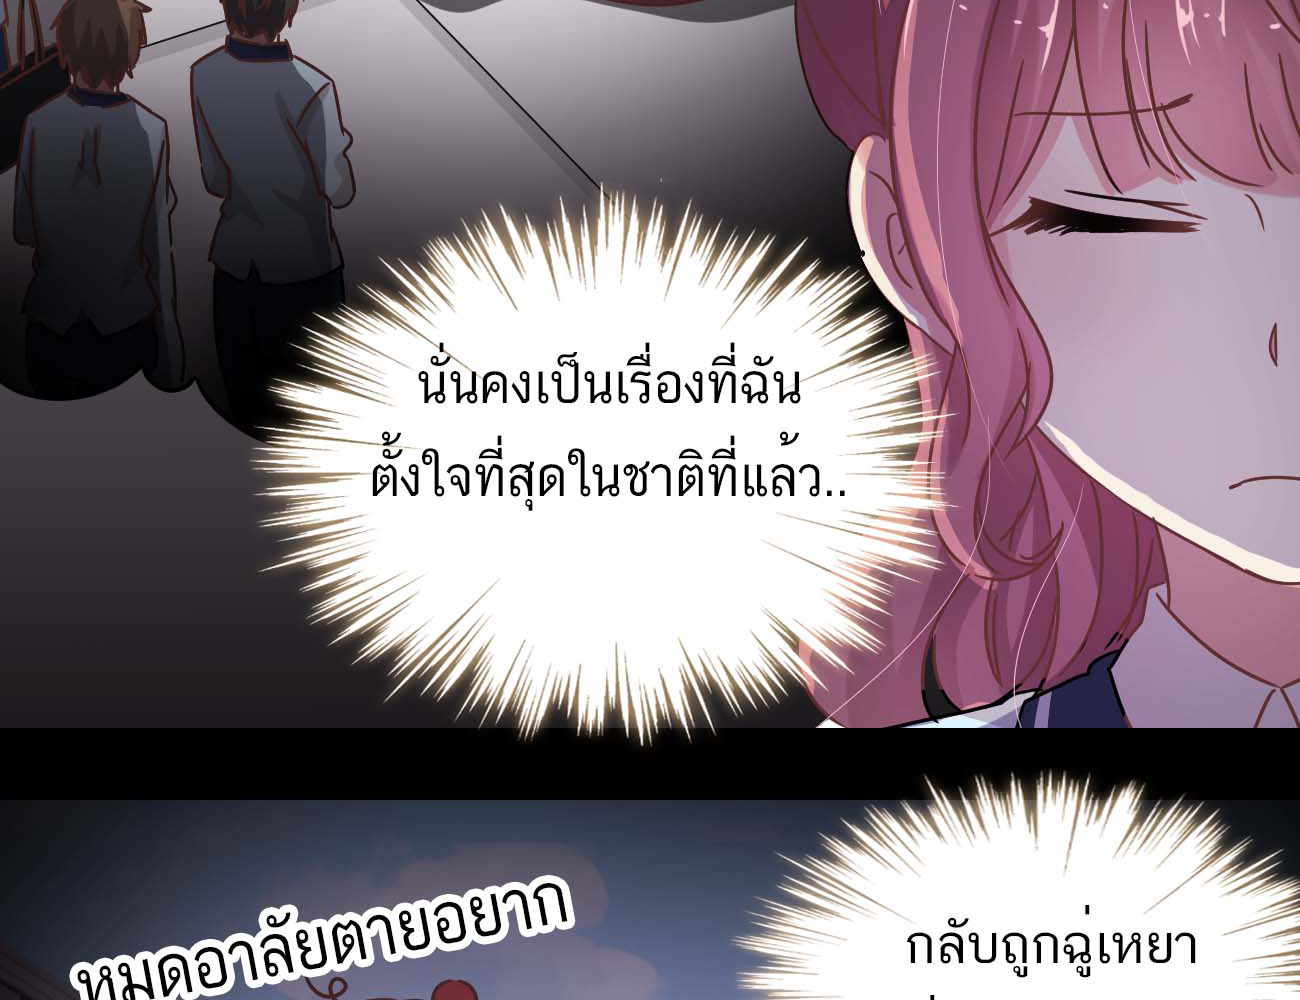 นั่นคงเป็นเรื่องที่ฉัน
ตั้งใจที่สุดในชาติที่แล้ว..
หมดอาลัยตายอยาก
กลับถูกฉู่เหยา